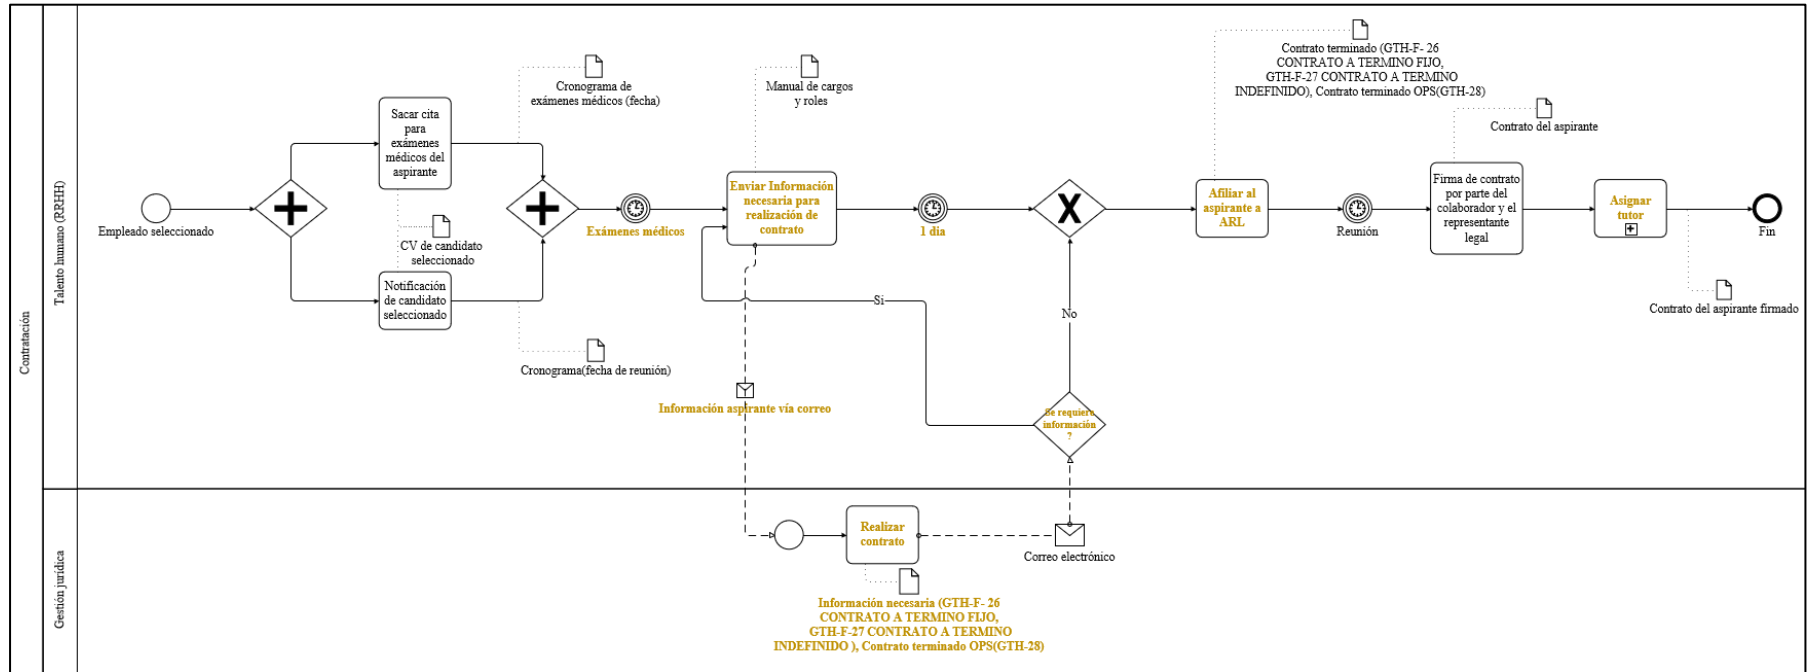 Contratación
Talento humano (RRHH)
Empleado seleccionado
Sacar cita
para
exámenes
médicos del
aspirante
CV de candidato
seleccionado
Notificación
de candidato
seleccionado
Cronograma de
exámenes médicos (fecha)
Cronograma(fecha de reunión)
Exámenes médicos
Manual de cargos
y roles
Enviar Información
necesaria para
realización de
contrato
Información aspirante vía correo
1 dia
Si
No
X
Se requiere
información
?
Contrato terminado (GTH-F- 26
CONTRATO A TERMINO FIJO,
GTH-F-27 CONTRATO A TERMINO
INDEFINIDO), Contrato terminado OPS(GTH-28)
Afiliar al
aspirante a
ARL
Reunión
Contrato del aspirante
Firma de contrato
por parte del
colaborador y el
representante
legal
Asignar
tutor
Fin
Contrato del aspirante firmado
Gestión jurídica
Realizar
contrato
Correo electrónico
Información necesaria (GTH-F- 26
CONTRATO A TERMINO FIJO,
GTH-F-27 CONTRATO A TERMINO
INDEFINIDO ), Contrato terminado OPS(GTH-28)